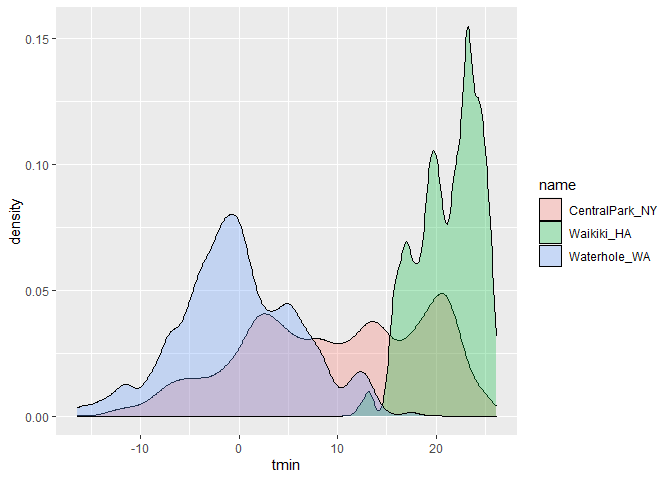 0.15
0.10
0.05
0.00
density
-10 0 10 20
tmin
name
CentralPark_NY
Waikiki_HA
Waterhole_WA